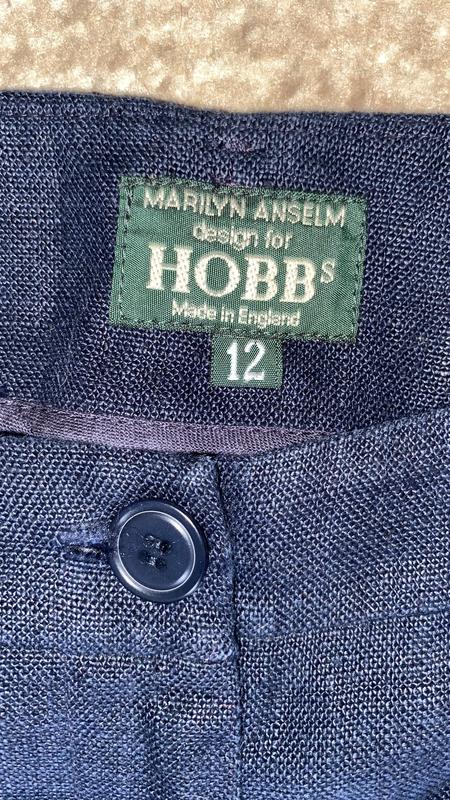 MARILYN ANSELM
design for
HOBBS
Made in England
12